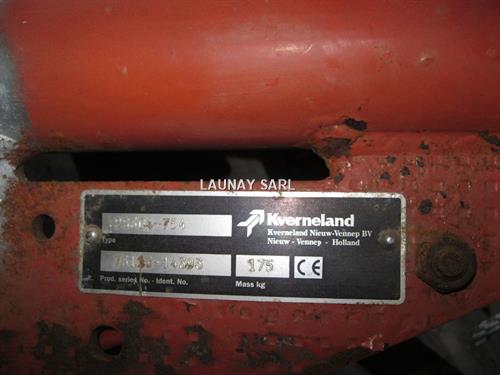 LAUNAY SARL
Type
Kverneland
Kverneland Nieuw-Vennep BV
Nieuw - Vennep - Holland
Prod. series No. - Ident. No.
175
Mass kg
CE